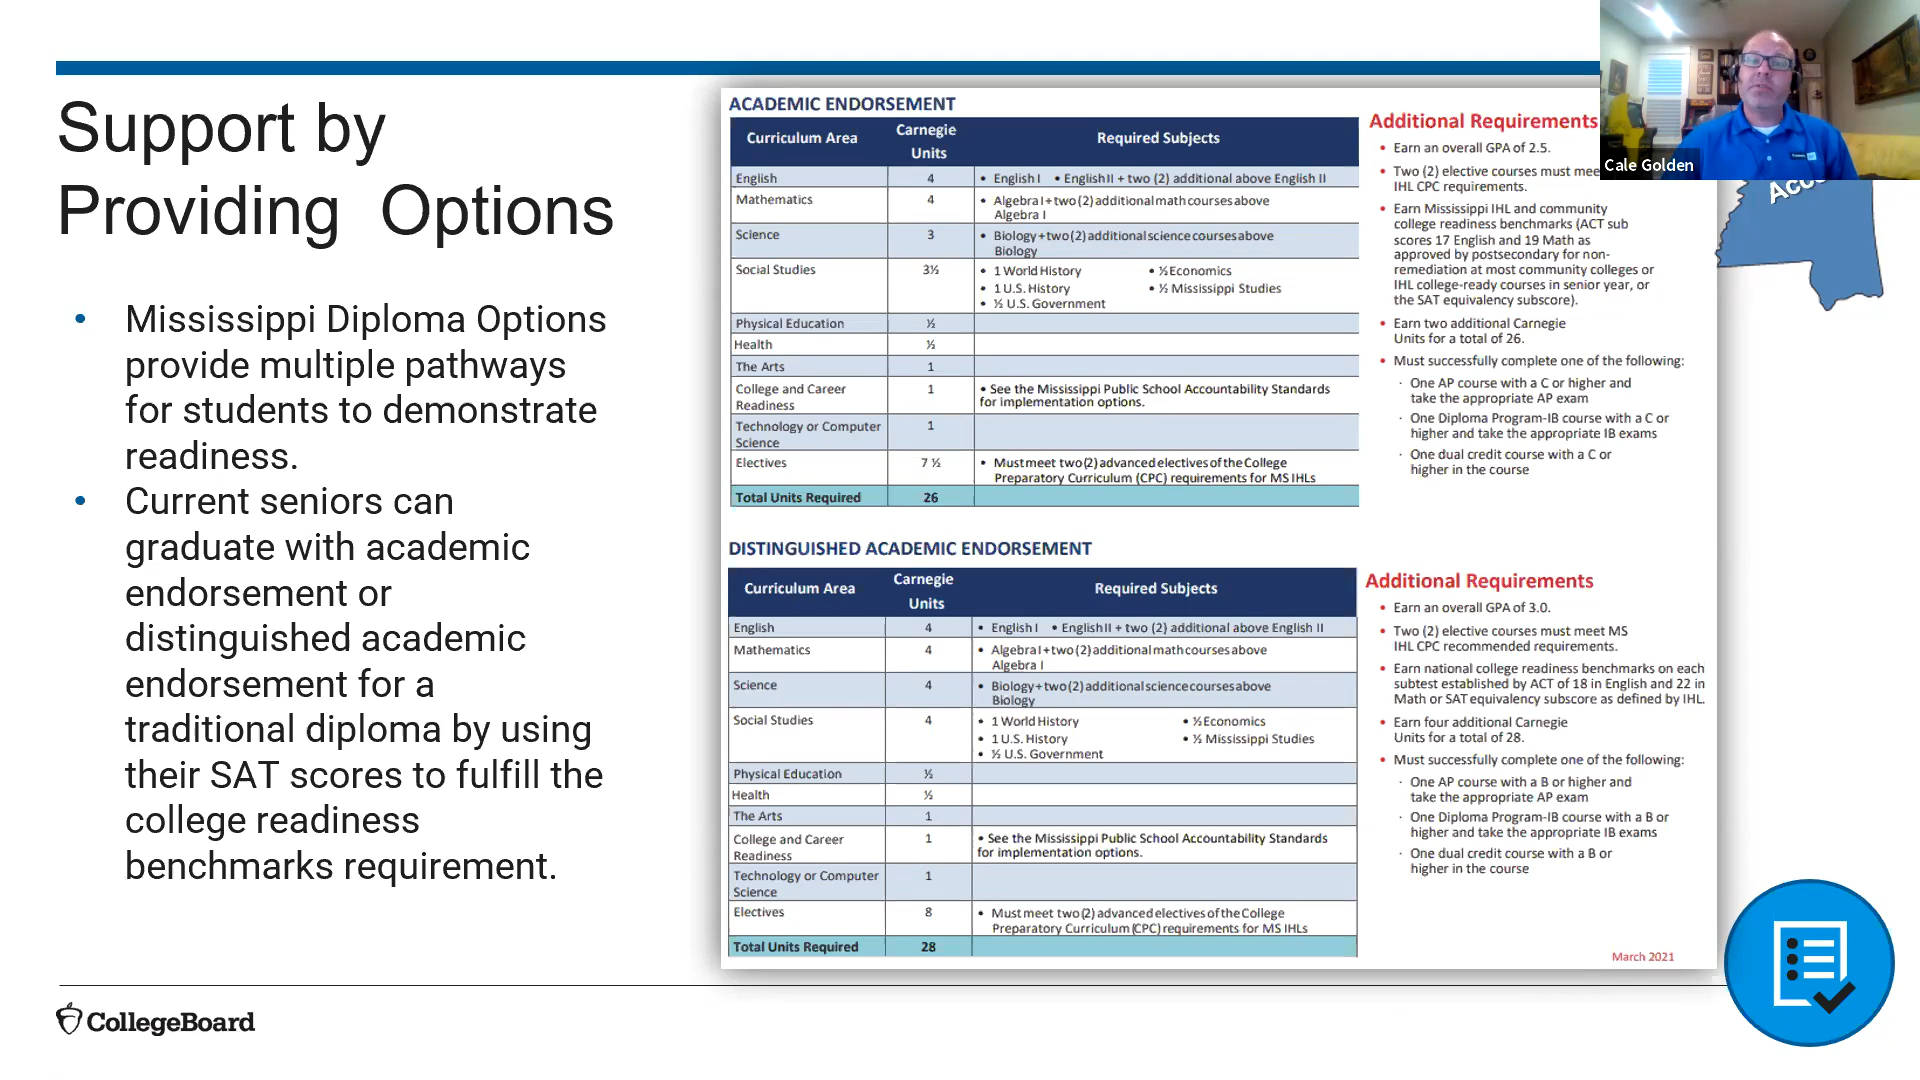 Support by
Providing Options
• Mississippi Diploma Options
provide multiple pathways
for students to demonstrate
readiness.
• Current seniors can
graduate with academic
endorsement or
distinguished academic
endorsement for a
traditional diploma by using
their SAT scores to fulfill the
college readiness
benchmarks requirement.
ACADEMIC ENDORSEMENT
Curriculum Area Carnegie Units Required Subjects
English 4 • English I • English II + two (2) additional above English II
Mathematics 4 • Algebra I + two (2) additional math courses above
Algebra I
Science 3 • Biology + two (2) additional science courses above
Biology
Social Studies 3½ • 1 World History • ½ Economics
• 1 U.S. History • ½ Mississippi Studies
• ½ U.S. Government
Physical Education ½
Health ½
The Arts 1
College and Career
Readiness 1 • See the Mississippi Public School Accountability Standards
for implementation options.
Technology or Computer
Science 1
Electives 7 ½ • Must meet two (2) advanced electives of the College
Preparatory Curriculum (CPC) requirements for MS IHLs
Total Units Required 26
Additional Requirements
• Earn an overall GPA of 2.5.
• Two (2) elective courses must
IHL CPC requirements.
• Earn Mississippi IHL and community
college readiness benchmarks (ACT sub
scores 17 English and 19 Math as
approved by postsecondary for non-
remediation at most community colleges or
IHL college-ready courses in senior year, or
the SAT equivalency subscore).
• Earn two additional Carnegie
Units for a total of 26.
• Must successfully complete one of the following:
· One AP course with a C or higher and
take the appropriate AP exam
· One Diploma Program-IB course with a C or
higher and take the appropriate IB exams
· One dual credit course with a C or
higher in the course
DISTINGUISHED ACADEMIC ENDORSEMENT
Curriculum Area Carnegie Units Required Subjects
English 4 • English I • English II + two (2) additional above English II
Mathematics 4 • Algebra I + two (2) additional math courses above
Algebra I
Science 4 • Biology + two (2) additional science courses above
Biology
Social Studies 4 • 1 World History • ½ Economics
• 1 U.S. History • ½ Mississippi Studies
• ½ U.S. Government
Physical Education ½
Health ½
The Arts 1
College and Career
Readiness 1 • See the Mississippi Public School Accountability Standards
for implementation options.
Technology or Computer
Science 1
Electives 8 • Must meet two (2) advanced electives of the College
Preparatory Curriculum (CPC) requirements for MS IHLs
Total Units Required 28
Additional Requirements
• Earn an overall GPA of 3.0.
• Two (2) elective courses must meet MS
IHL CPC recommended requirements.
• Earn national college readiness benchmarks on each
subtest established by ACT of 18 in English and 22 in
Math or SAT equivalency subscore as defined by IHL.
• Earn four additional Carnegie
Units for a total of 28.
• Must successfully complete one of the following:
· One AP course with a B or higher and
take the appropriate AP exam
· One Diploma Program-IB course with a B or
higher and take the appropriate IB exams
· One dual credit course with a B or
higher in the course
March 2021
Cale Golden
CollegeBoard